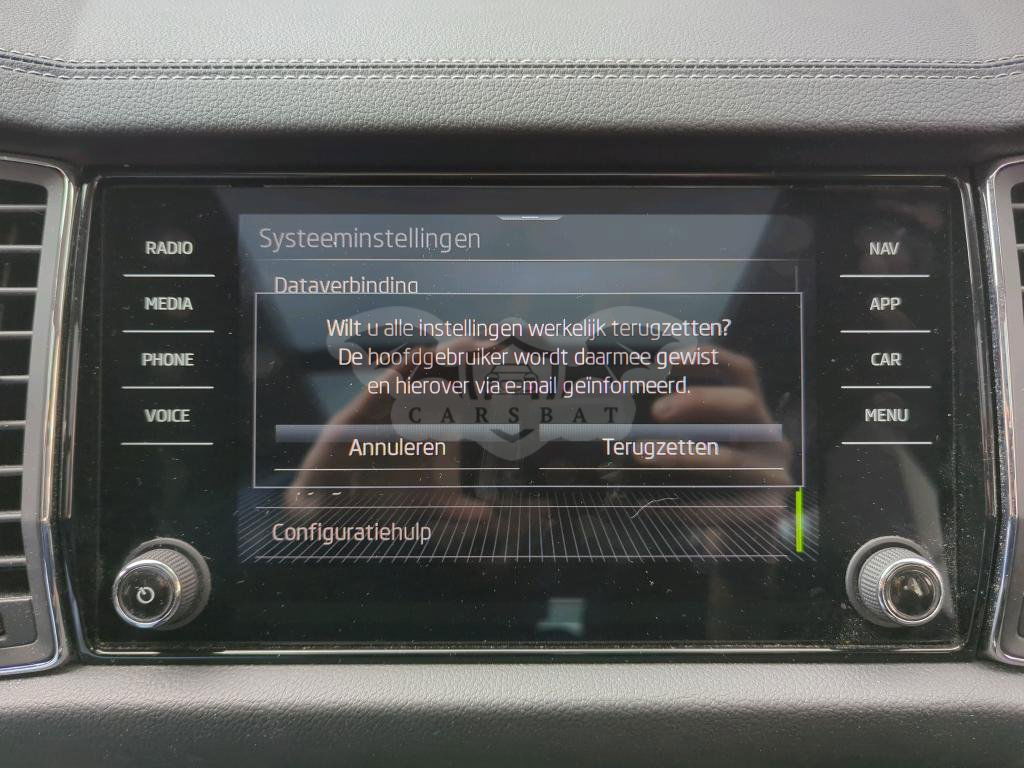 RADIO
MEDIA
PHONE
VOICE
Systeeminstellingen
Dataverbinding
Wilt u alle instellingen werkelijk terugzetten?
De hoofdgebruiker wordt daarmee gewist
en hierover via e-mail geïnformeerd.
CARSBAT
Annuleren
Terugzetten
Configuratiehulp
NAV
APP
CAR
MENU